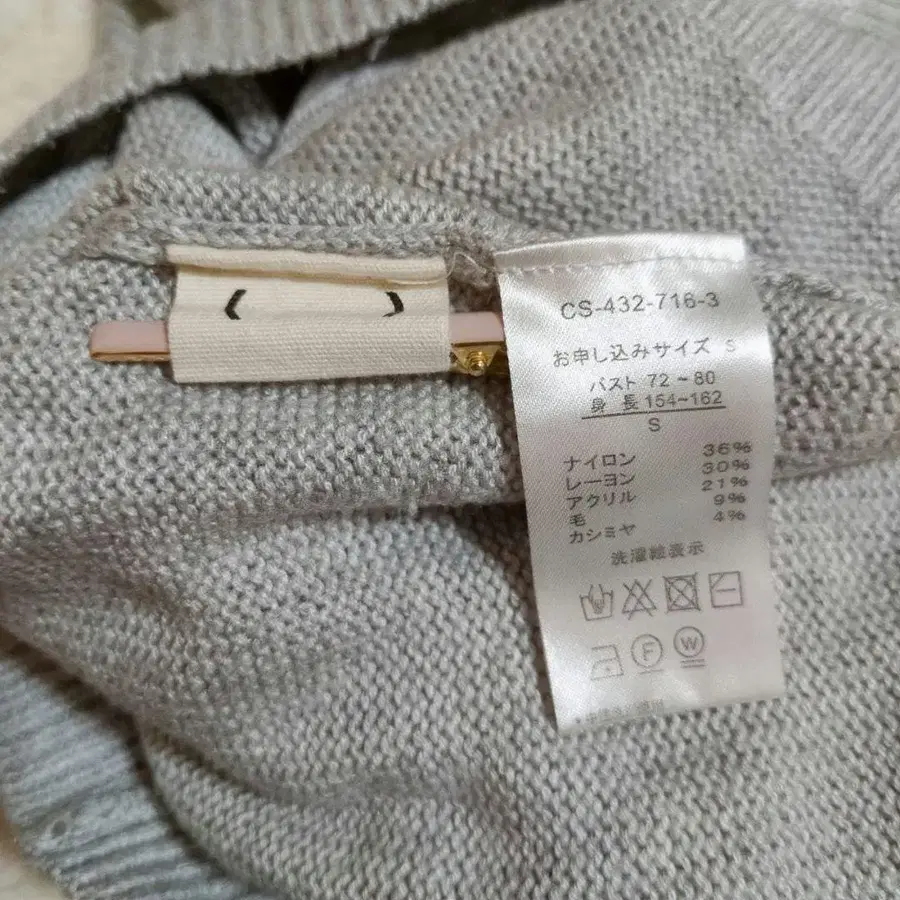 CS-432-716-3
お申し込みサイズ S
バスト 72~80
身長 154~162
S
ナイロン 36%
レーヨン 30%
アクリル 21%
毛 9%
カシミヤ 4%
洗濯絵表示
F W